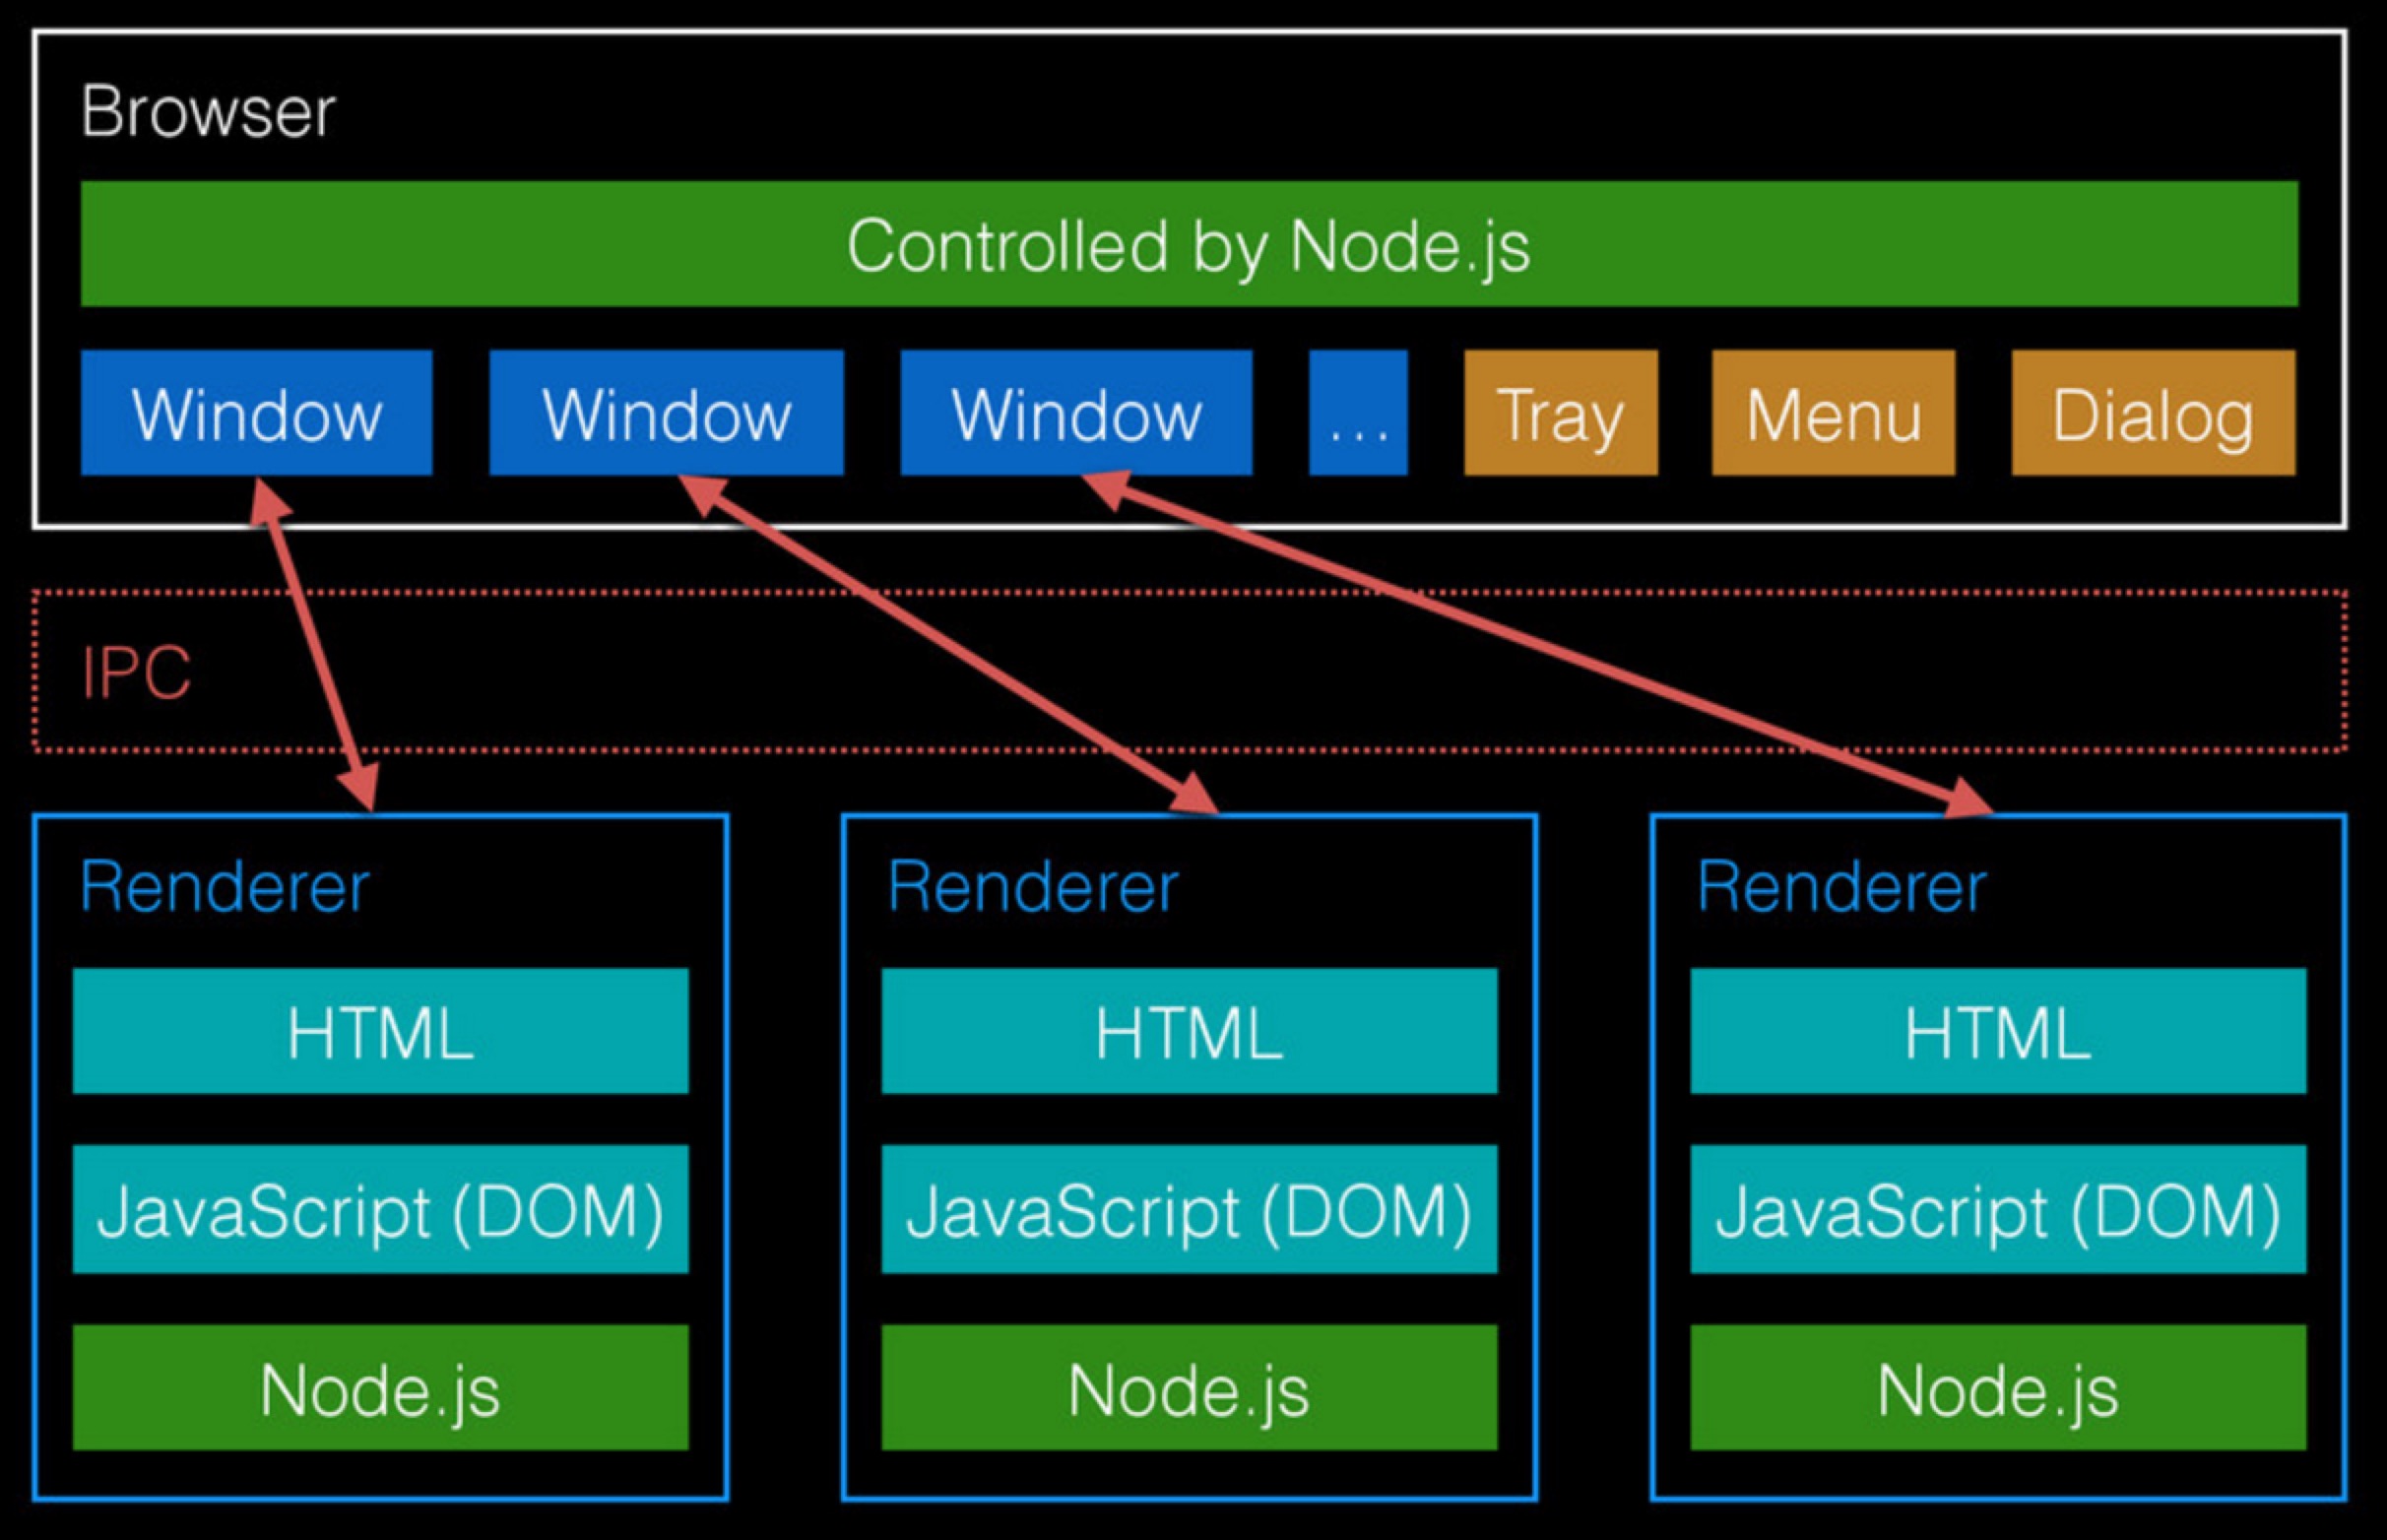 Browser
Controlled by Node.js
Window Window Window ... Tray Menu Dialog
IPC
Renderer Renderer Renderer
HTML HTML HTML
JavaScript (DOM) JavaScript (DOM) JavaScript (DOM)
Node.js Node.js Node.js